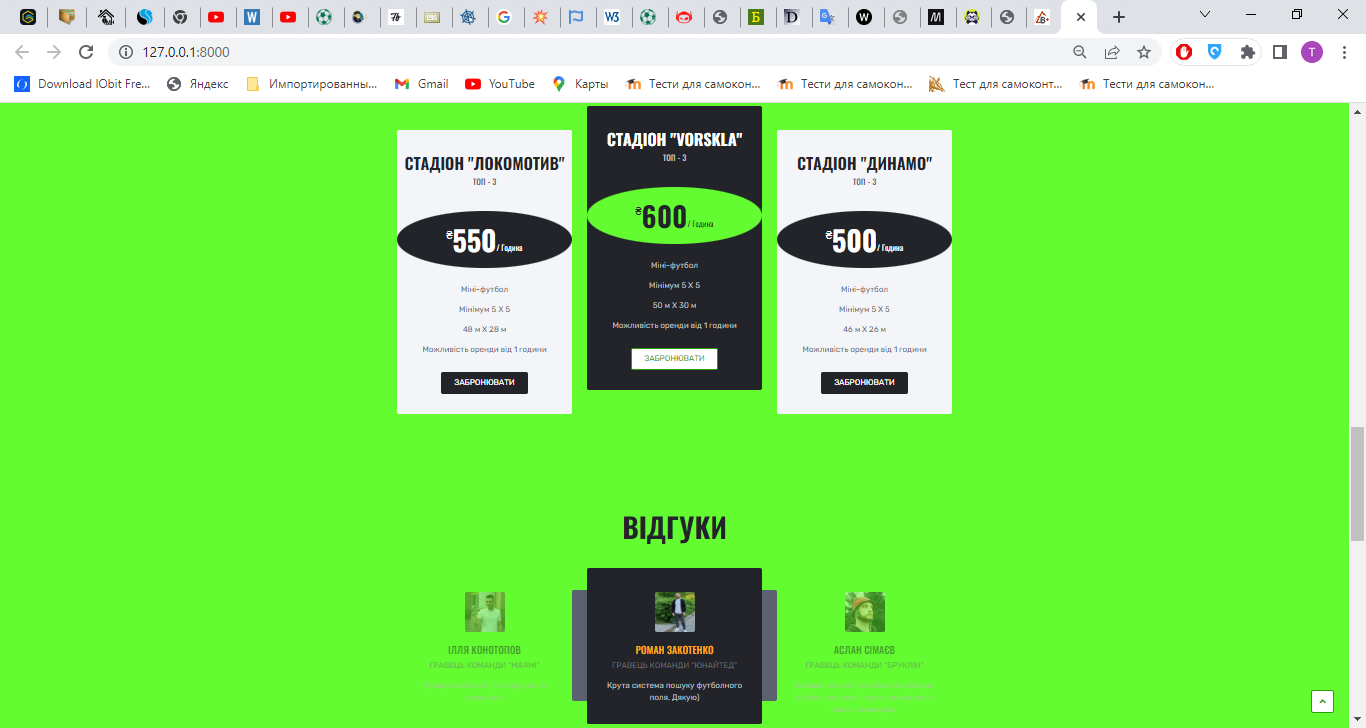 127.0.0.1:8000
T
Download IObit Fre...
Яндекс
Импортированны...
Gmail
YouTube
Карты
Тести для самокон...
Тести для самокон...
Тест для самоконт...
Тести для самокон...
СТАДІОН "ЛОКОМОТИВ"
ТОП - 3
₴550 / Година
Міні-футбол
Мінімум 5 X 5
48 м X 28 м
Можливість оренди від 1 години
ЗАБРОНЮВАТИ
СТАДІОН "VORSKLA"
ТОП - 3
₴600 / Година
Міні-футбол
Мінімум 5 X 5
50 м X 30 м
Можливість оренди від 1 години
ЗАБРОНЮВАТИ
СТАДІОН "ДИНАМО"
ТОП - 3
₴500 / Година
Міні-футбол
Мінімум 5 X 5
46 м X 26 м
Можливість оренди від 1 години
ЗАБРОНЮВАТИ
ВІДГУКИ
ІЛЛЯ КОНОТОПОВ
ГРАВЕЦЬ КОМАНДИ "МАЯМІ"
РОМАН ЗАКОТЕНКО
ГРАВЕЦЬ КОМАНДИ "ЮНАЙТЕД"
Крута система пошуку футбольного
поля. Дякую)
АСЛАН СІМАЄВ
ГРАВЕЦЬ КОМАНДИ "БРУКЛІН"